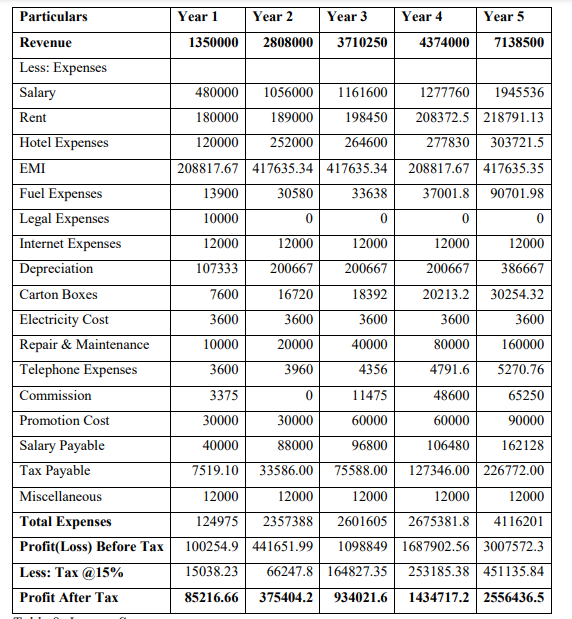 Particulars Year 1 Year 2 Year 3 Year 4 Year 5
Revenue 1350000 2808000 3710250 4374000 7138500
Less: Expenses
Salary 480000 1056000 1161600 1277760 1945536
Rent 180000 189000 198450 208372.5 218791.13
Hotel Expenses 120000 252000 264600 277830 303721.5
EMI 208817.67 417635.34 417635.34 208817.67 417635.35
Fuel Expenses 13900 30580 33638 37001.8 90701.98
Legal Expenses 10000 0 0 0 0
Internet Expenses 12000 12000 12000 12000 12000
Depreciation 107333 200667 200667 200667 386667
Carton Boxes 7600 16720 18392 20213.2 30254.32
Electricity Cost 3600 3600 3600 3600 3600
Repair & Maintenance 10000 20000 40000 80000 160000
Telephone Expenses 3600 3960 4356 4791.6 5270.76
Commission 3375 0 11475 48600 65250
Promotion Cost 30000 30000 60000 60000 90000
Salary Payable 40000 88000 96800 106480 162128
Tax Payable 7519.10 33586.00 75588.00 127346.00 226772.00
Miscellaneous 12000 12000 12000 12000 12000
Total Expenses 124975 2357388 2601605 2675381.8 4116201
Profit(Loss) Before Tax 100254.9 441651.99 1098849 1687902.56 3007572.3
Less: Tax @15% 15038.23 66247.8 164827.35 253185.38 451135.84
Profit After Tax 85216.66 375404.2 934021.6 1434717.2 2556436.5